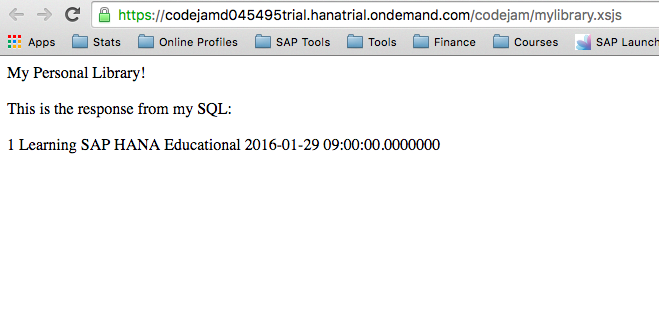 https://codejamd045495trial.hanatrial.ondemand.com/codejam/mylibrary.xsjs
Apps Stats Online Profiles SAP Tools Tools Finance Courses SAP Launch
My Personal Library!
This is the response from my SQL:
1 Learning SAP HANA Educational 2016-01-29 09:00:00.0000000